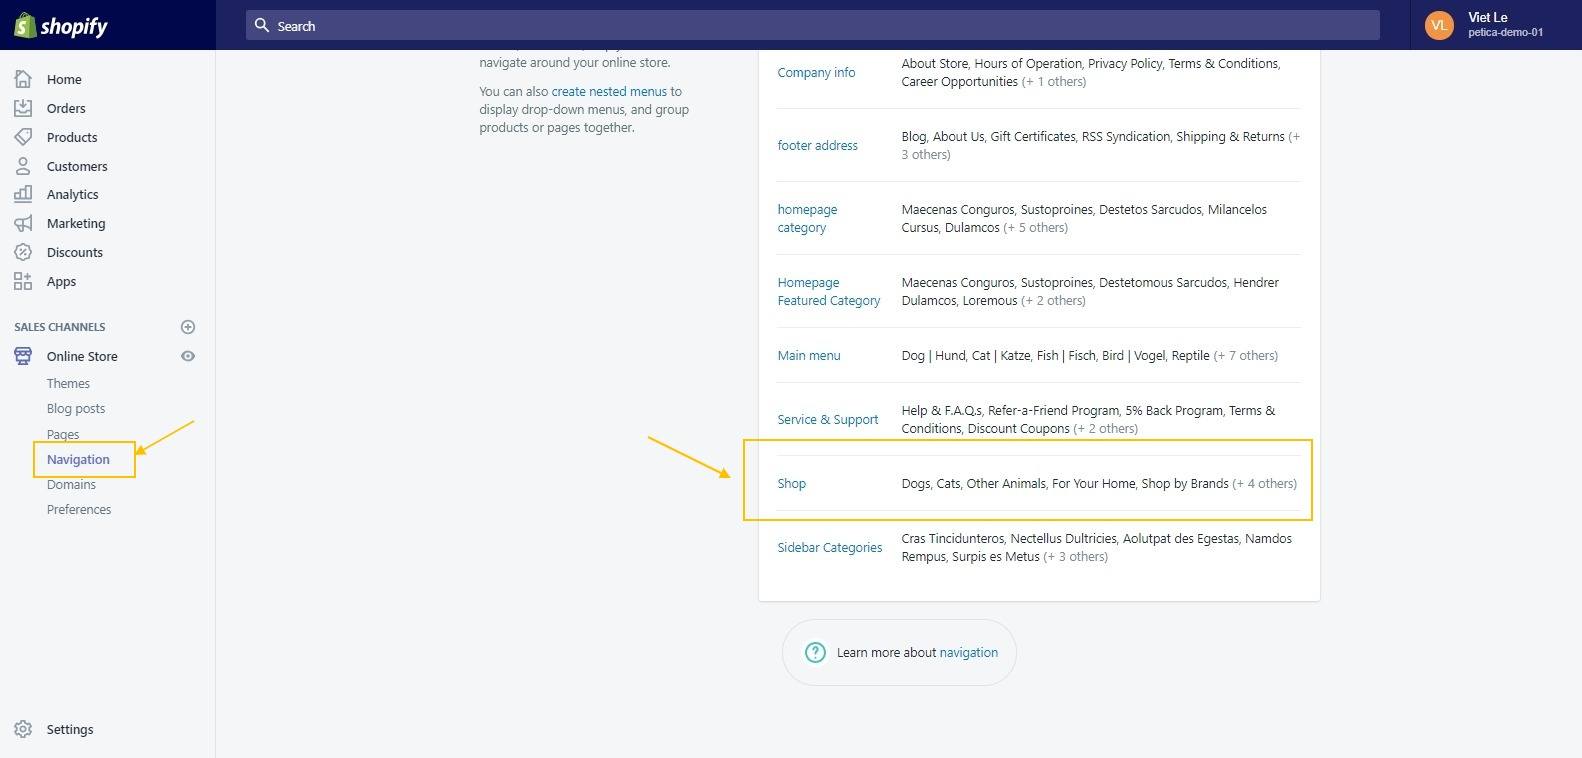 shopify
Search
Viet Le
petica-demo-01
Home
Orders
Products
Customers
Analytics
Marketing
Discounts
Apps
SALES CHANNELS
Online Store
Themes
Blog posts
Pages
Navigation
Domains
Preferences
Settings
navigate around your online store.
You can also create nested menus to
display drop-down menus, and group
products or pages together.
Company info
About Store, Hours of Operation, Privacy Policy, Terms & Conditions,
Career Opportunities (+ 1 others)
footer address
Blog, About Us, Gift Certificates, RSS Syndication, Shipping & Returns (+
3 others)
homepage
category
Maecenas Conguros, Sustoproines, Destetos Sarcudos, Milancelos
Cursus, Dulamcos (+ 5 others)
Homepage
Featured Category
Maecenas Conguros, Sustoproines, Destetomous Sarcudos, Hendrer
Dulamcos, Loremous (+ 2 others)
Main menu
Dog | Hund, Cat | Katze, Fish | Fisch, Bird | Vogel, Reptile (+ 7 others)
Service & Support
Help & F.A.Q.s, Refer-a-Friend Program, 5% Back Program, Terms &
Conditions, Discount Coupons (+ 2 others)
Shop
Dogs, Cats, Other Animals, For Your Home, Shop by Brands (+ 4 others)
Sidebar Categories
Cras Tincidunteros, Nectellus Dultricies, Aolutpat des Egestas, Namdos
Rempus, Surpis es Metus (+ 3 others)
Learn more about navigation
VL